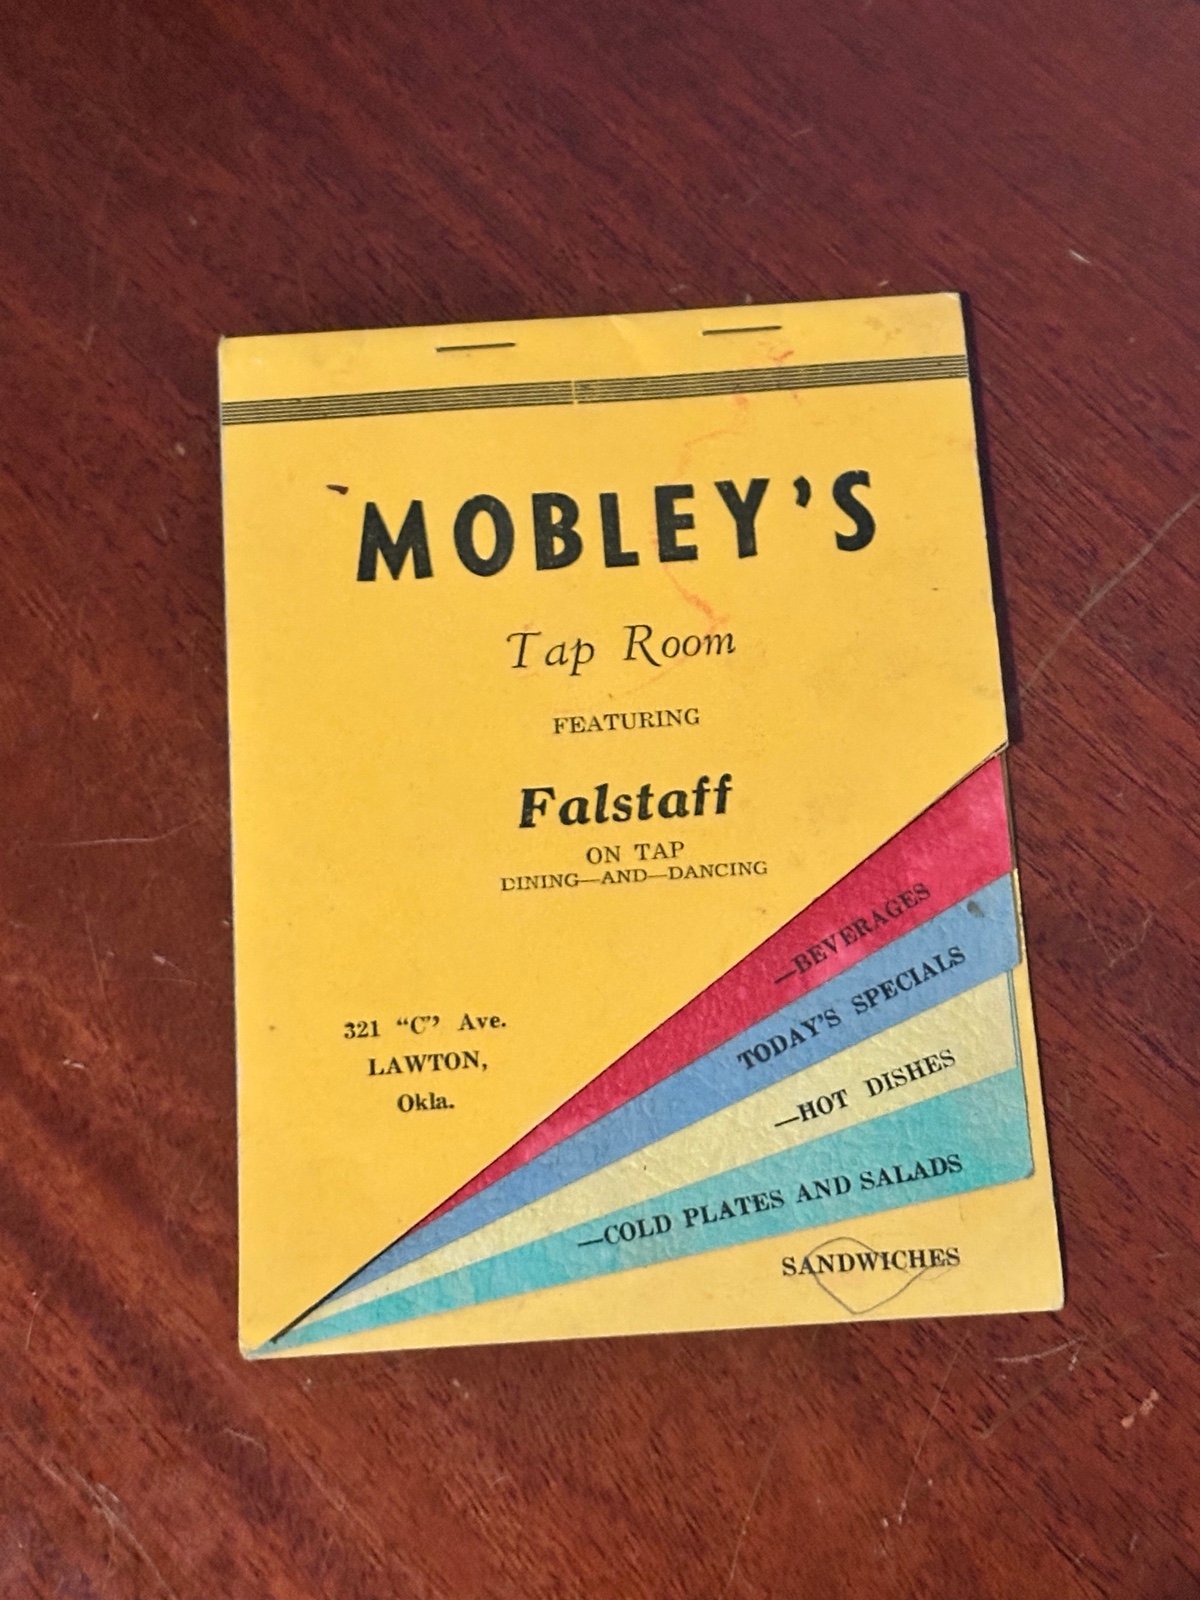 MOBLEY'S
Tap Room
FEATURING
Falstaff
ON TAP
DINING—AND—DANCING
321 "C" Ave.
LAWTON,
Okla.
—BEVERAGES
TODAY'S SPECIALS
—HOT DISHES
—COLD PLATES AND SALADS
SANDWICHES